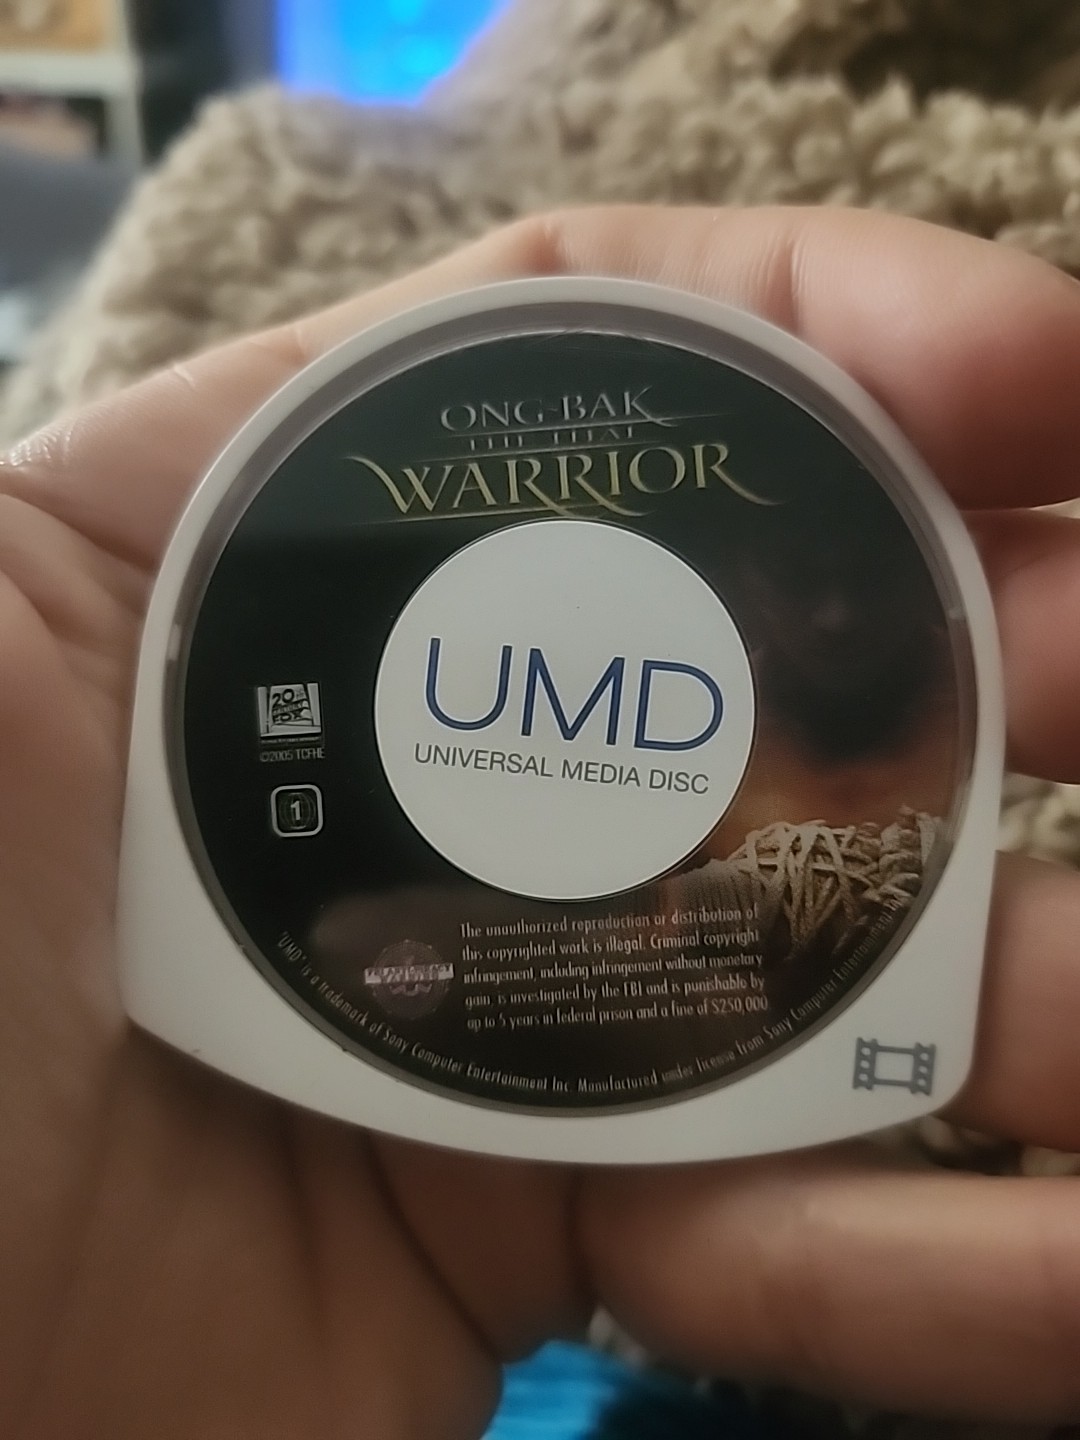 ONG-BAK
THE THAI
WARRIOR
UMD
UNIVERSAL MEDIA DISC
20
FOX
©2005 TCFHE
1
The unauthorized reproduction or distribution of
this copyrighted work is illegal. Criminal copyright
infringement, including infringement without monetary
gain, is investigated by the FBI and is punishable by
up to 5 years in federal prison and a fine of $250,000
"UMD" is a trademark of Sony Computer Entertainment Inc. Manufactured under license from Sony Computer Entertainment